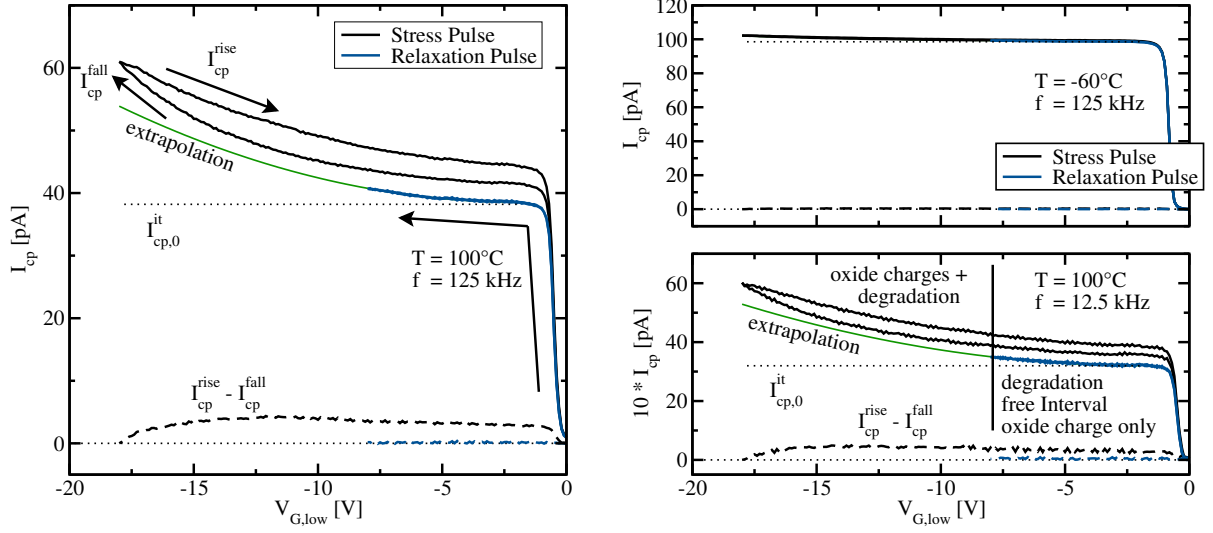 60
40
20
0
-20
-15
-10
-5
0
I_cp [pA]
V_G,low [V]
Stress Pulse
Relaxation Pulse
I_cp^rise
I_cp^fall
extrapolation
I_cp,0^it
T = 100°C
f = 125 kHz
I_cp^rise - I_cp^fall
120
100
80
60
40
20
0
I_cp [pA]
T = -60°C
f = 125 kHz
Stress Pulse
Relaxation Pulse
60
40
20
0
-20
-15
-10
-5
0
10 * I_cp [pA]
V_G,low [V]
oxide charges +
degradation
T = 100°C
f = 12.5 kHz
extrapolation
I_cp,0^it
I_cp^rise - I_cp^fall
degradation
free Interval
oxide charge only